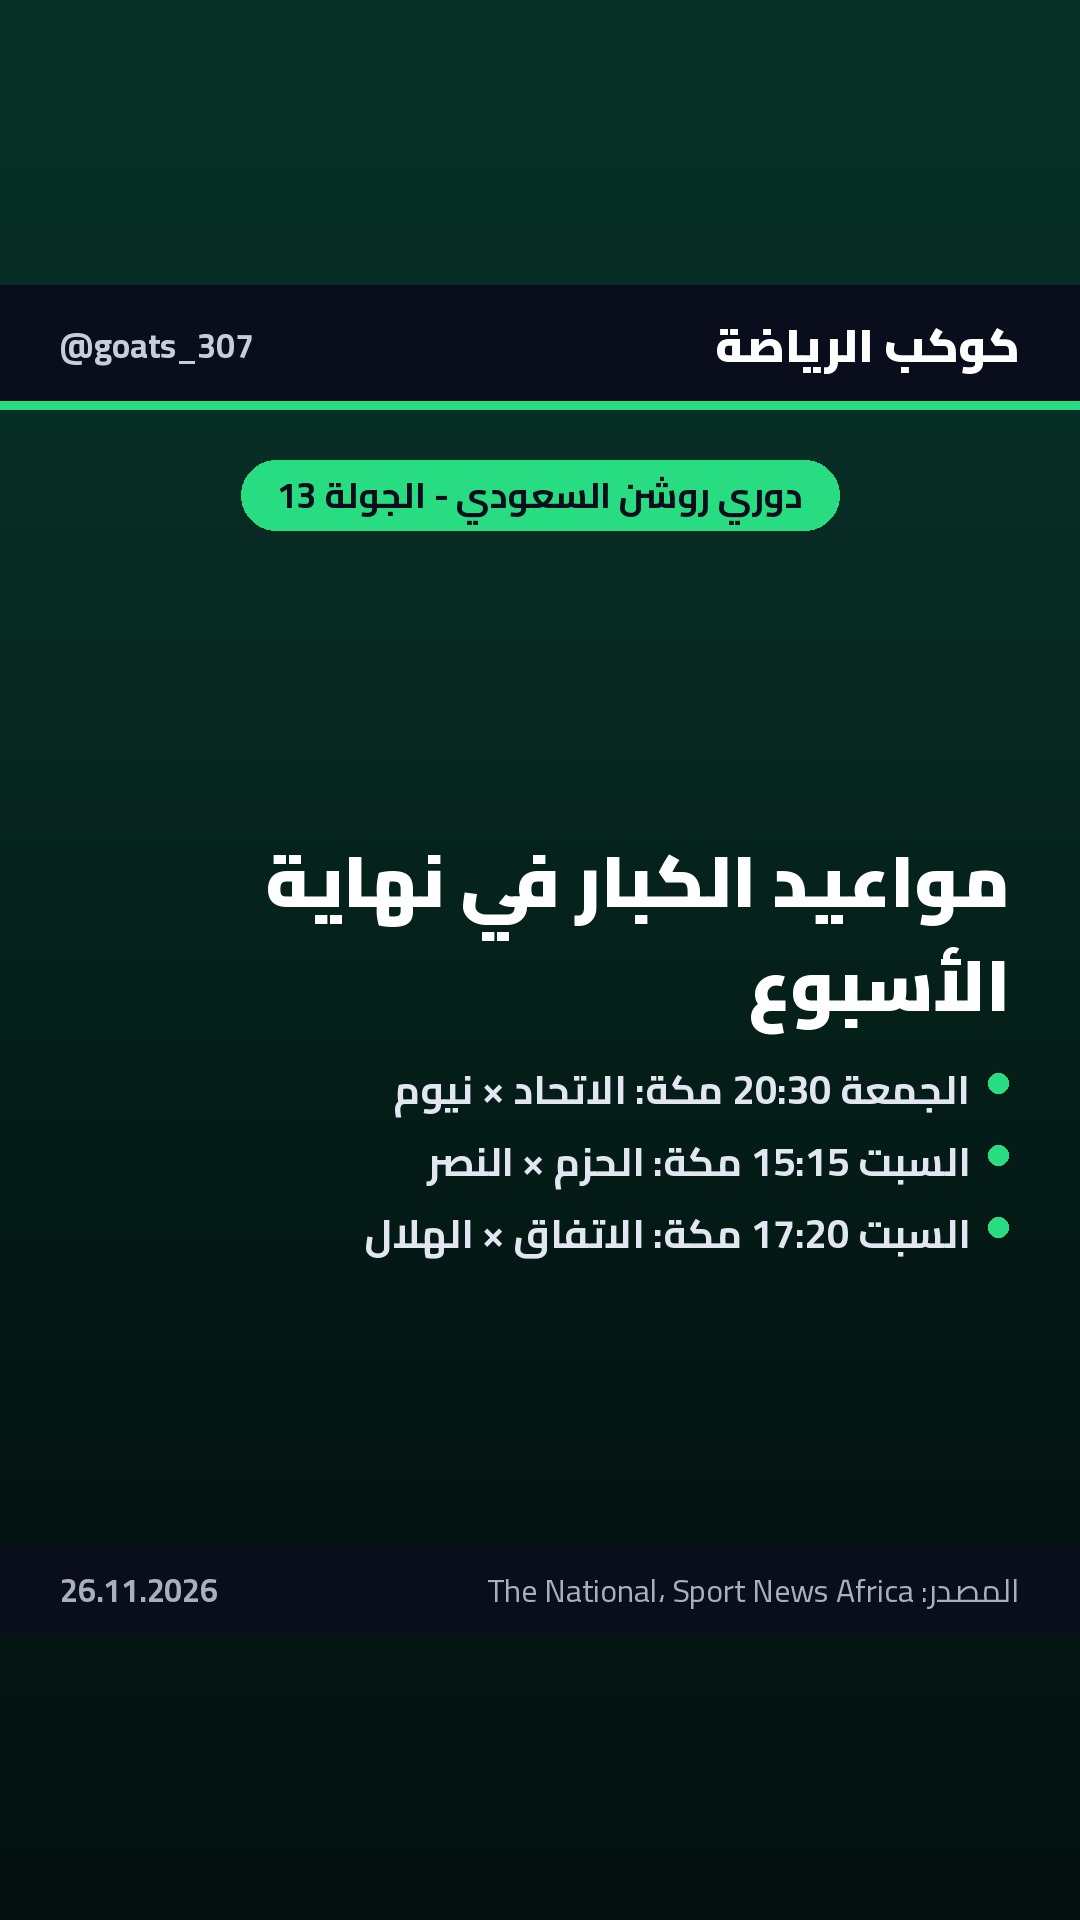 كوكب الرياضة
@goats_307
دوري روشن السعودي - الجولة 13
مواعيد الكبار في نهاية
الأسبوع
الجمعة 20:30 مكة: الاتحاد × نيوم
السبت 15:15 مكة: الحزم × النصر
السبت 17:20 مكة: الاتفاق × الهلال
المصدر: The National، Sport News Africa
26.11.2026